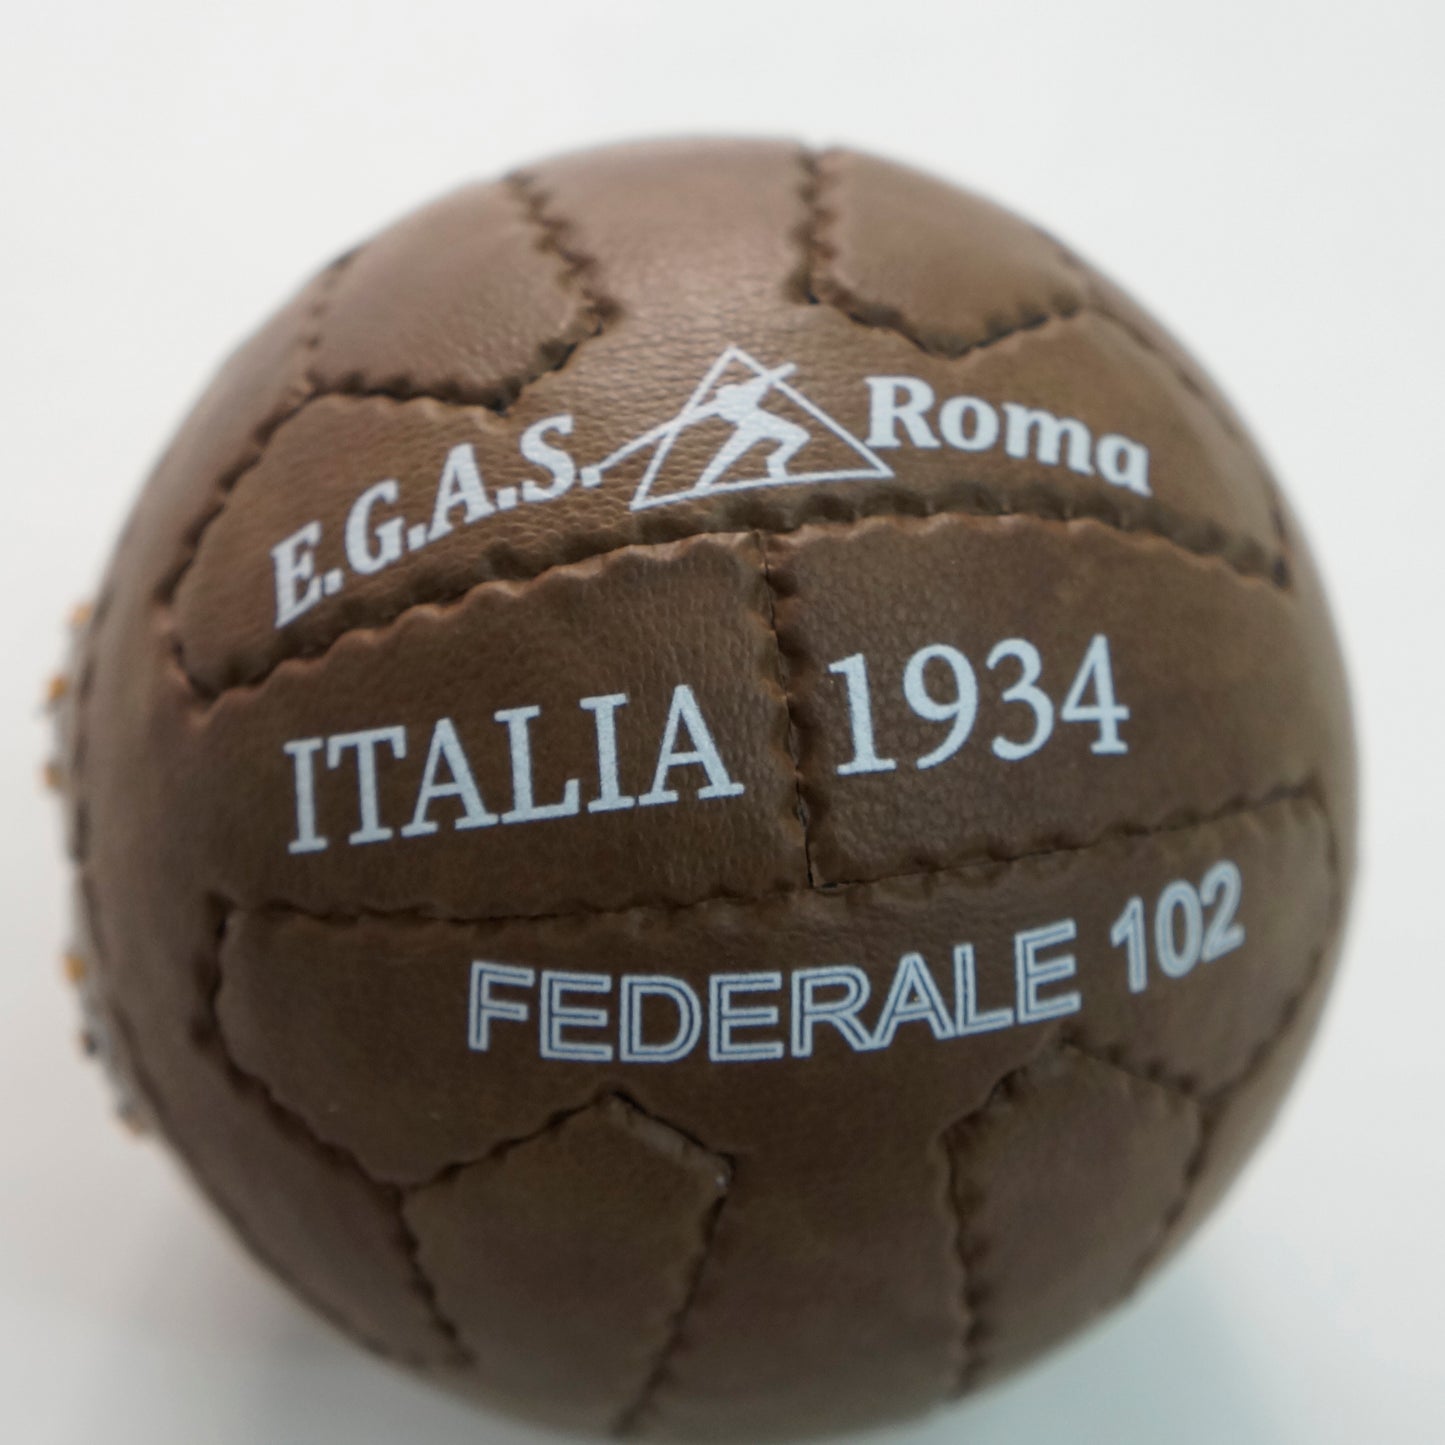 E.G.A.S. Roma
ITALIA 1934
FEDERALE 102